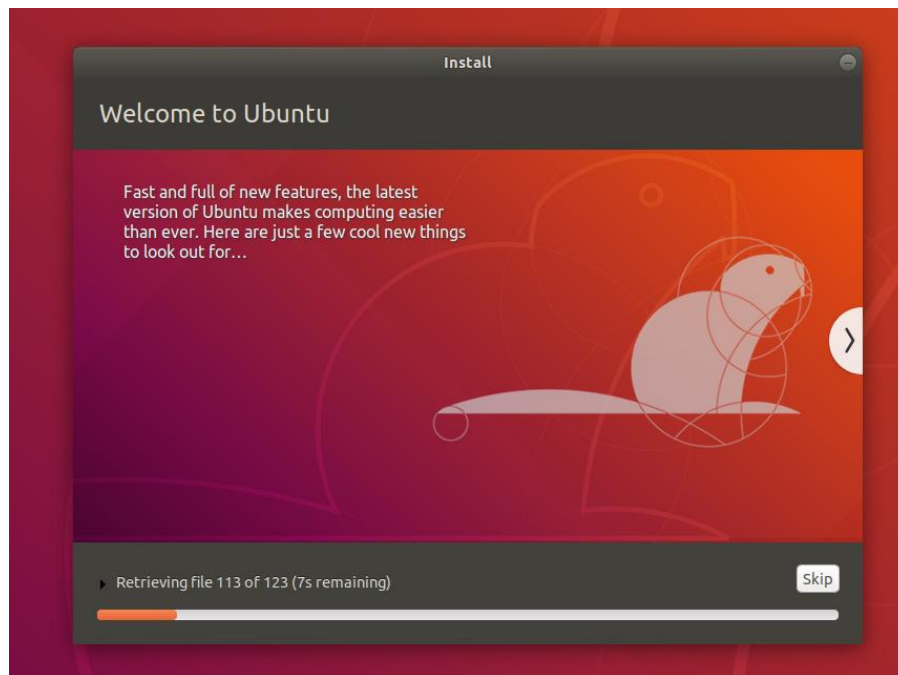 Install
Welcome to Ubuntu
Fast and full of new features, the latest
version of Ubuntu makes computing easier
than ever. Here are just a few cool new things
to look out for…
Retrieving file 113 of 123 (7s remaining)
Skip